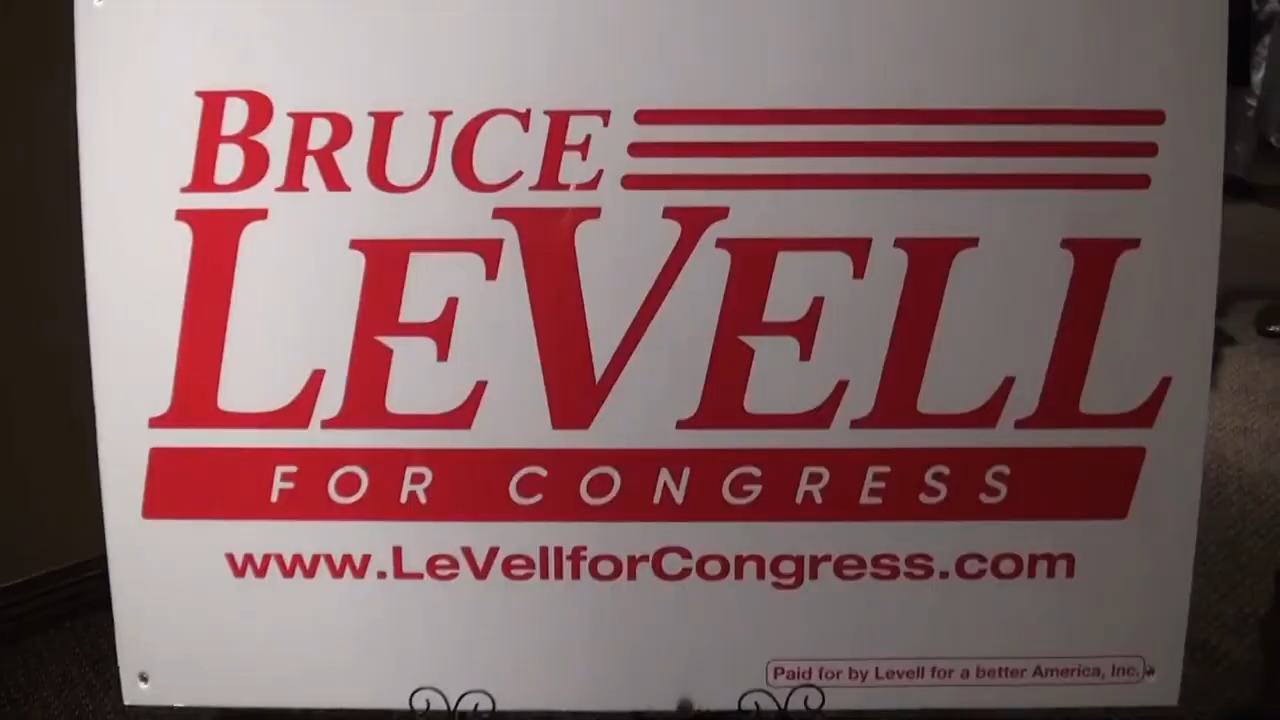 BRUCE
LEVELL
FOR CONGRESS
www.LeVellforCongress.com
Paid for by Levell for a better America, Inc.